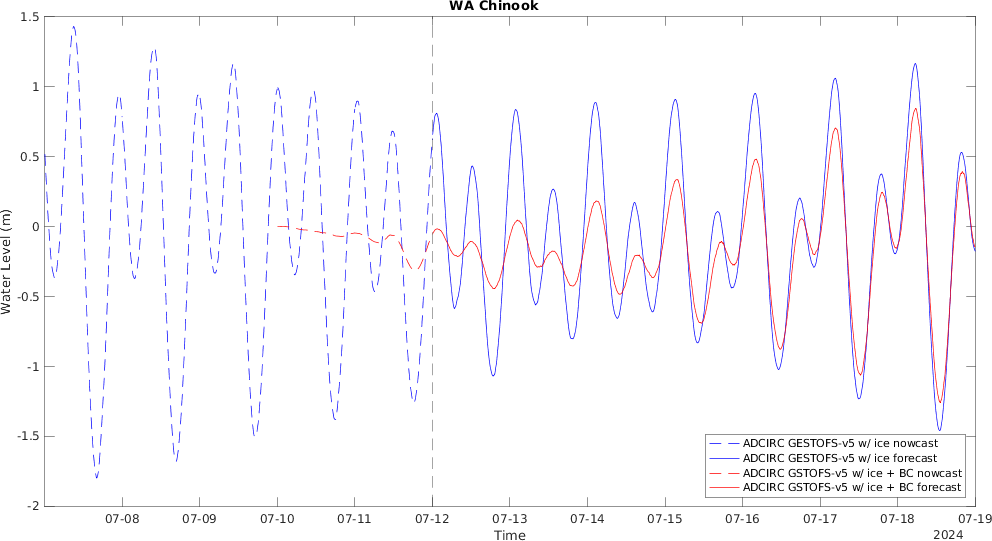 WA Chinook
1.5
1
0.5
0
-0.5
-1
-1.5
-2
Water Level (m)
07-08 07-09 07-10 07-11 07-12 07-13 07-14 07-15 07-16 07-17 07-18 07-19
Time
2024
ADCIRC GESTOFS-v5 w/ ice nowcast
ADCIRC GESTOFS-v5 w/ ice forecast
ADCIRC GSTOFS-v5 w/ ice + BC nowcast
ADCIRC GSTOFS-v5 w/ ice + BC forecast